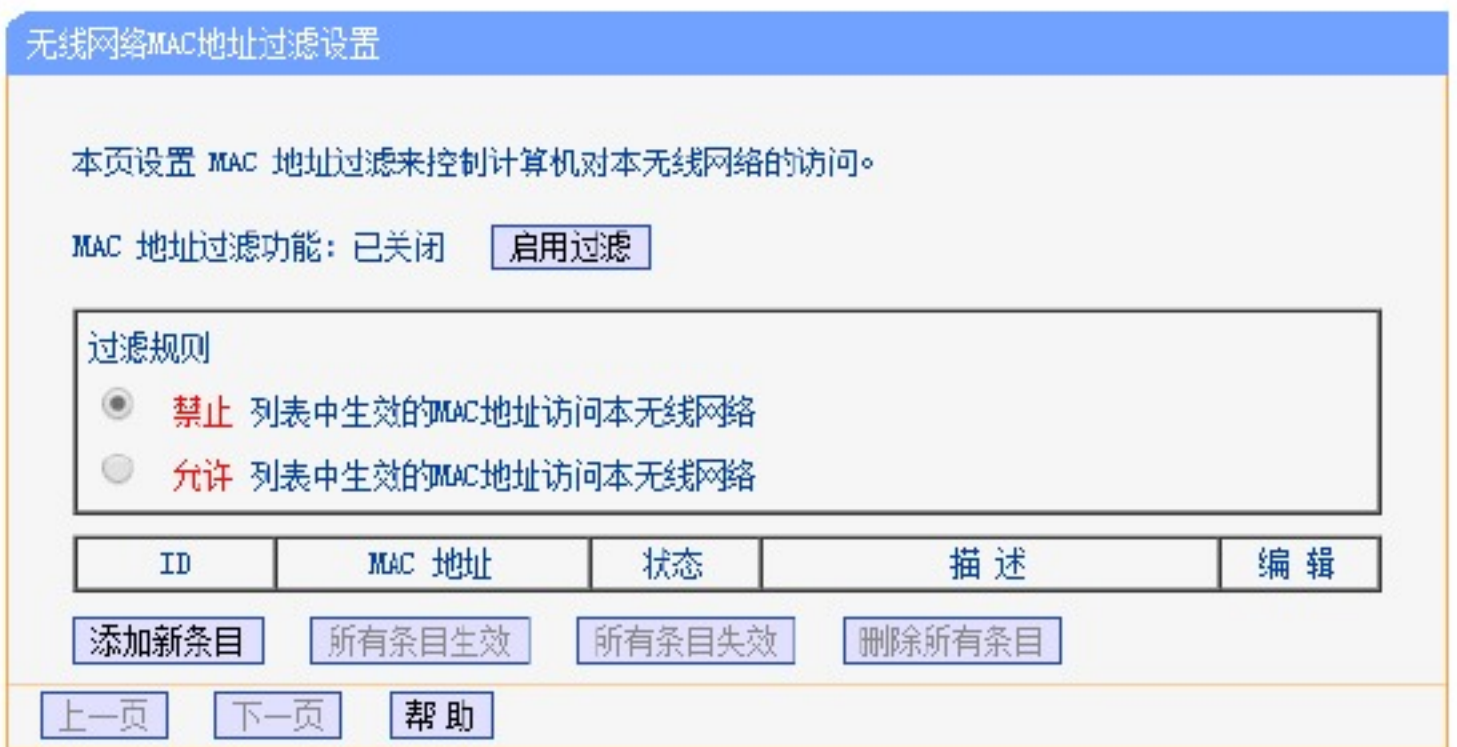 无线网络MAC地址过滤设置
本页设置 MAC 地址过滤来控制计算机对本无线网络的访问。
MAC 地址过滤功能：已关闭 启用过滤
过滤规则
禁止 列表中生效的MAC地址访问本无线网络
允许 列表中生效的MAC地址访问本无线网络
ID MAC 地址 状态 描 述 编 辑
添加新条目 所有条目生效 所有条目失效 删除所有条目
上一页 下一页 帮 助